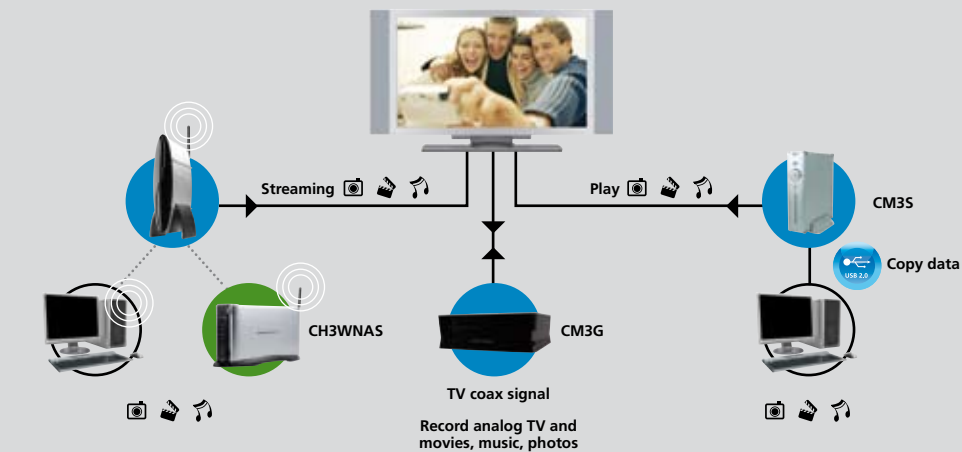 Streaming
Play
CM3S
USB 2.0
Copy data
CH3WNAS
CM3G
TV coax signal
Record analog TV and
movies, music, photos